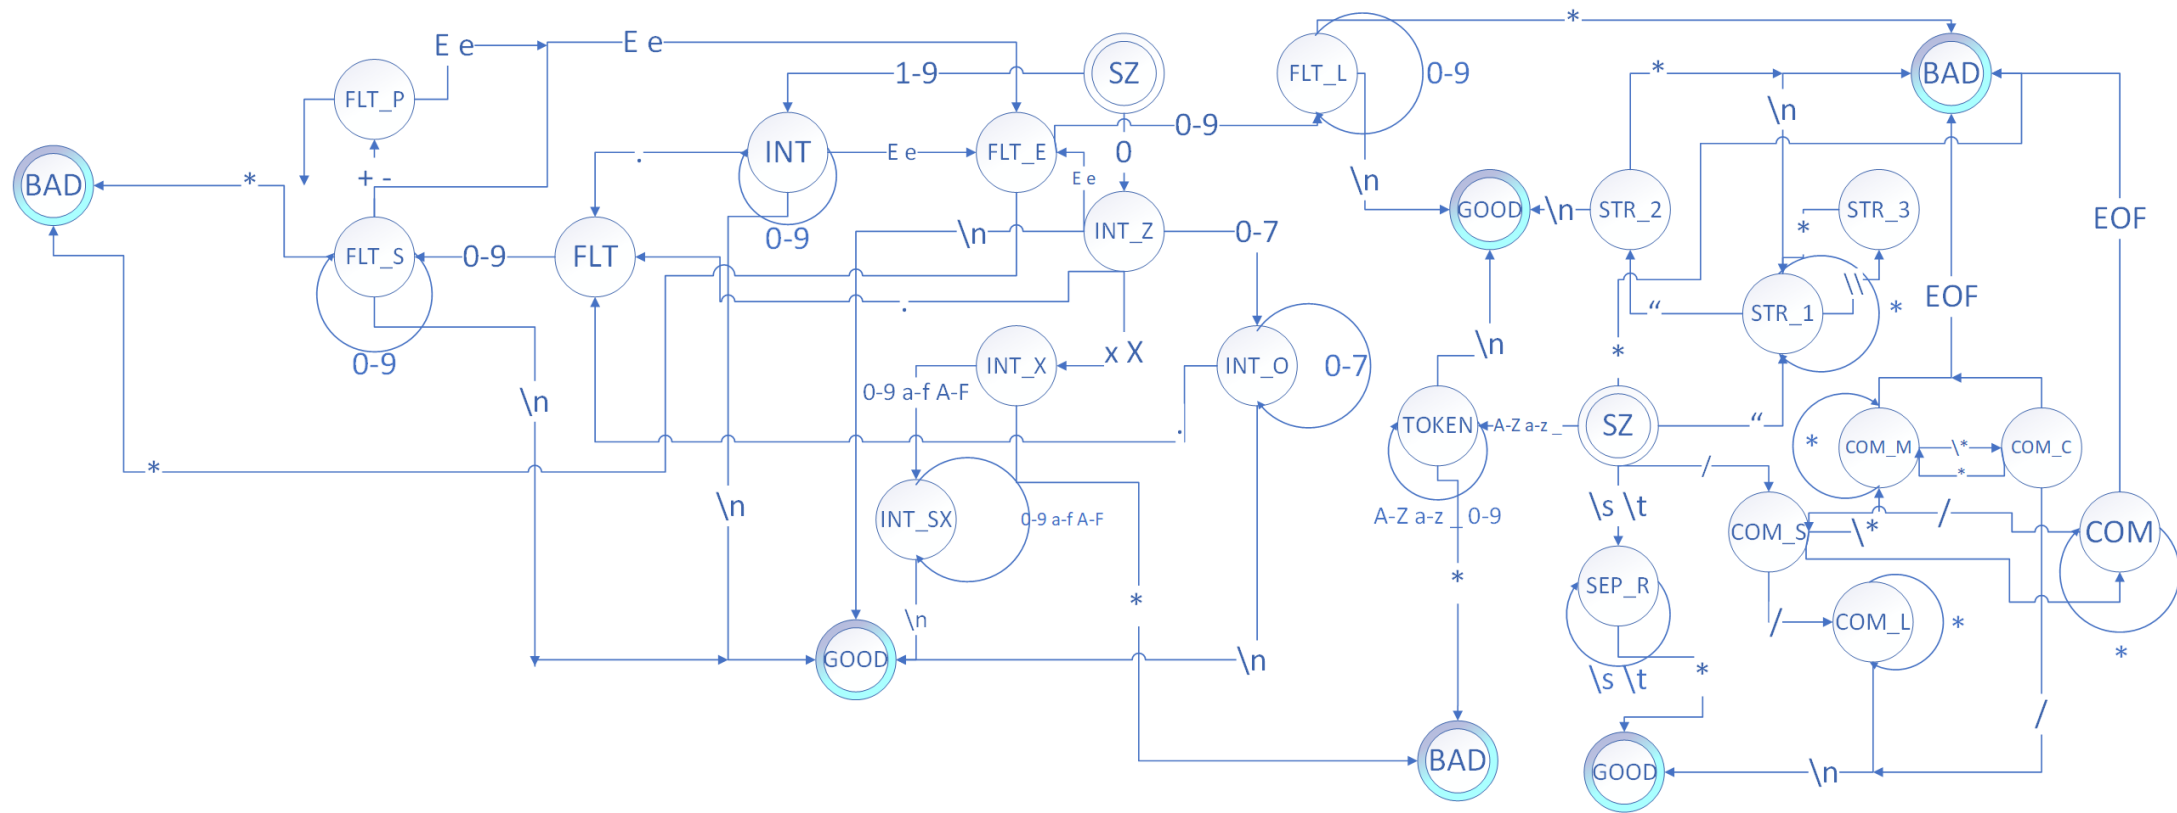 *
E e
E e
SZ
1-9
FLT_L
0-9
*
BAD
FLT_P
\n
0-9
0
INT
E e
FLT_E
.
E e
*
BAD
+ -
\n
GOOD
\n
STR_2
STR_3
*
EOF
FLT_S
0-9
FLT
\n
INT_Z
0-7
0-9
.
"
STR_1
\\
*
EOF
0-9
INT_X
x X
INT_O
0-7
\n
*
0-9 a-f A-F
\n
.
TOKEN
A-Z a-z _
SZ
“
*
COM_M
\*
*
COM_C
*
\n
INT_SX
0-9 a-f A-F
A-Z a-z _ 0-9
\s \t
/
COM_S
\*
/
COM
*
*
SEP_R
\n
/
COM_L
*
*
GOOD
\n
\s \t
*
/
BAD
GOOD
\n